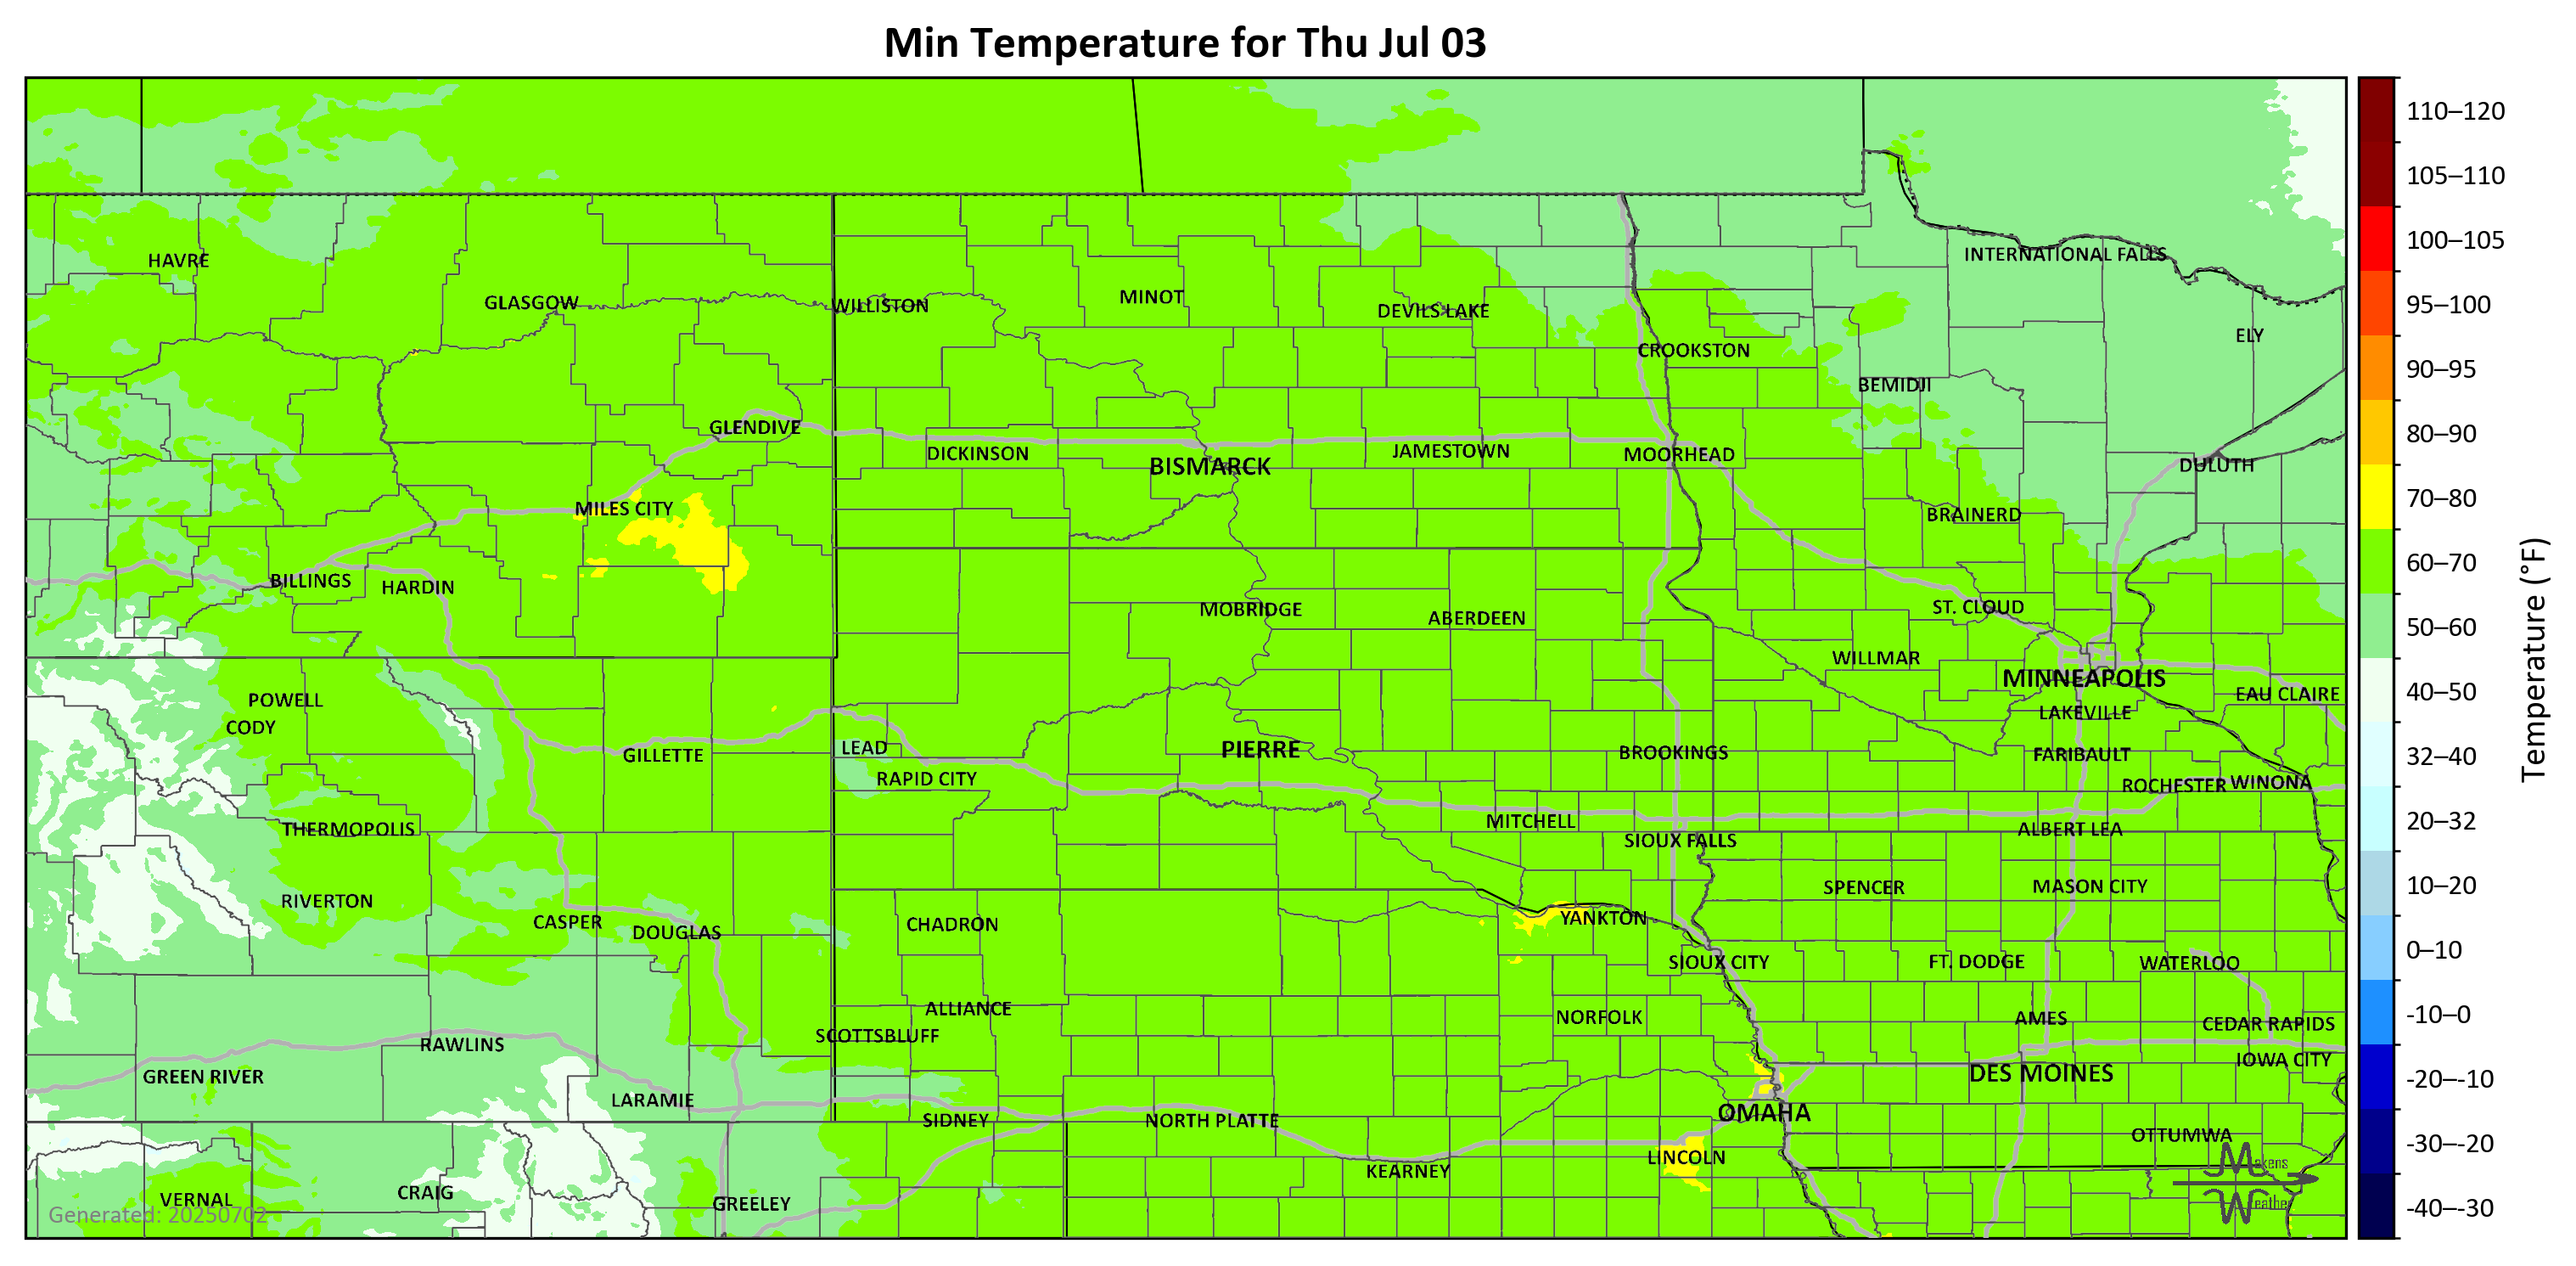 Min Temperature for Thu Jul 03
110–120
105–110
100–105
95–100
90–95
80–90
70–80
60–70
50–60
40–50
32–40
20–32
10–20
0–10
-10–0
-20–-10
-30–-20
-40–-30
Temperature (°F)
HAVRE
INTERNATIONAL FALLS
GLASGOW
WILLISTON
MINOT
DEVILS LAKE
ELY
CROOKSTON
BEMIDJI
GLENDIVE
DICKINSON
BISMARCK
JAMESTOWN
MOORHEAD
DULUTH
MILES CITY
BRAINERD
BILLINGS
HARDIN
MOBRIDGE
ABERDEEN
ST. CLOUD
WILLMAR
MINNEAPOLIS
POWELL
EAU CLAIRE
CODY
LAKEVILLE
GILLETTE
LEAD
PIERRE
BROOKINGS
FARIBAULT
RAPID CITY
ROCHESTER
WINONA
THERMOPOLIS
MITCHELL
SIOUX FALLS
ALBERT LEA
RIVERTON
SPENCER
MASON CITY
CASPER
DOUGLAS
CHADRON
YANKTON
SIOUX CITY
FT. DODGE
WATERLOO
ALLIANCE
NORFOLK
AMES
CEDAR RAPIDS
SCOTTSBLUFF
RAWLINS
IOWA CITY
GREEN RIVER
DES MOINES
LARAMIE
SIDNEY
NORTH PLATTE
OMAHA
OTTUMWA
LINCOLN
KEARNEY
VERNAL
CRAIG
GREELEY
Makens
Weather
Generated: 20250702